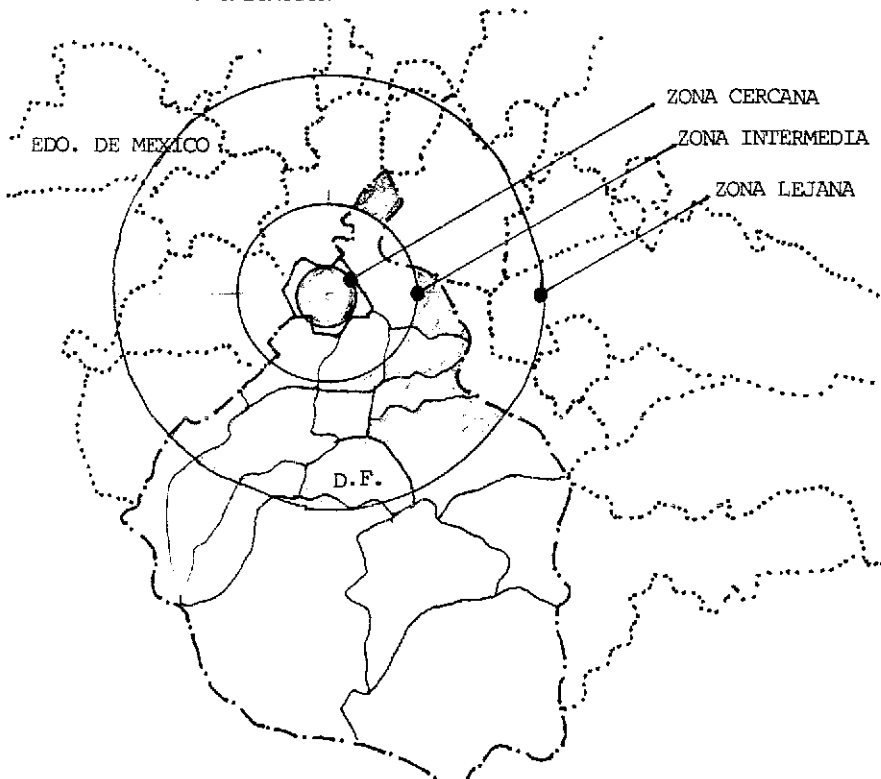 ZONA CERCANA
ZONA INTERMEDIA
EDO. DE MEXICO
ZONA LEJANA
D.F.